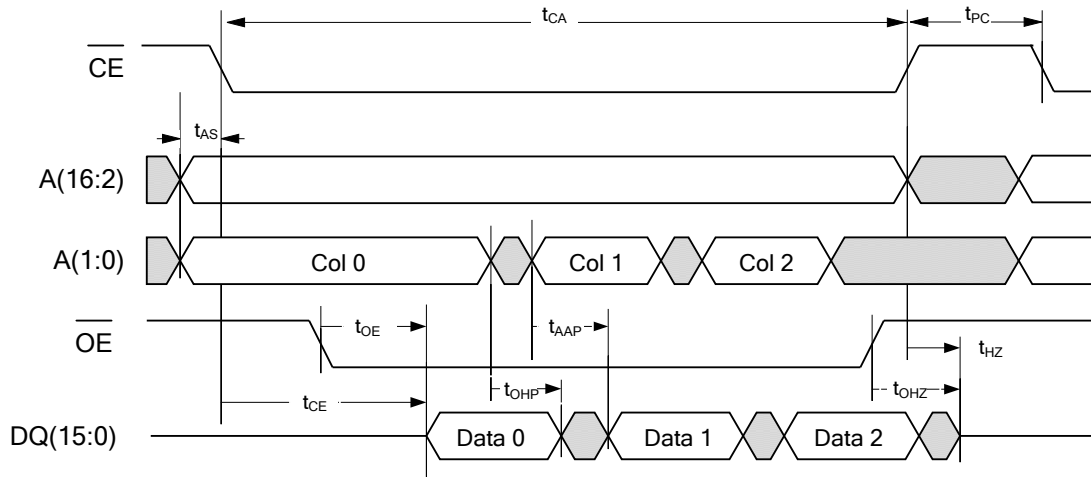 tCA
tPC
CE
tAS
A(16:2)
A(1:0)
Col 0
Col 1
Col 2
OE
tOE
tAAP
tHZ
tOHP
tOHZ
tCE
DQ(15:0)
Data 0
Data 1
Data 2